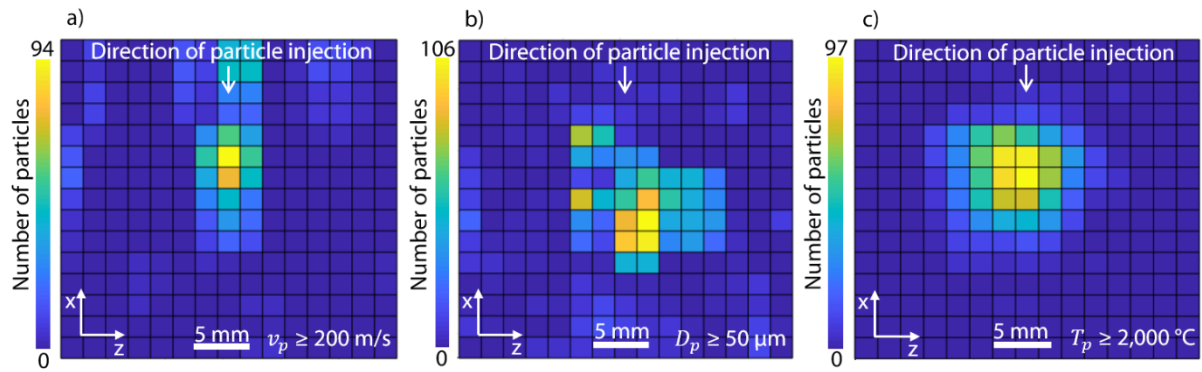 a)
94
Direction of particle injection
Number of particles
x
z
5 mm
v_p ≥ 200 m/s
0
b)
106
Direction of particle injection
Number of particles
x
z
5 mm
D_p ≥ 50 µm
0
c)
97
Direction of particle injection
Number of particles
x
z
5 mm
T_p ≥ 2,000 °C
0